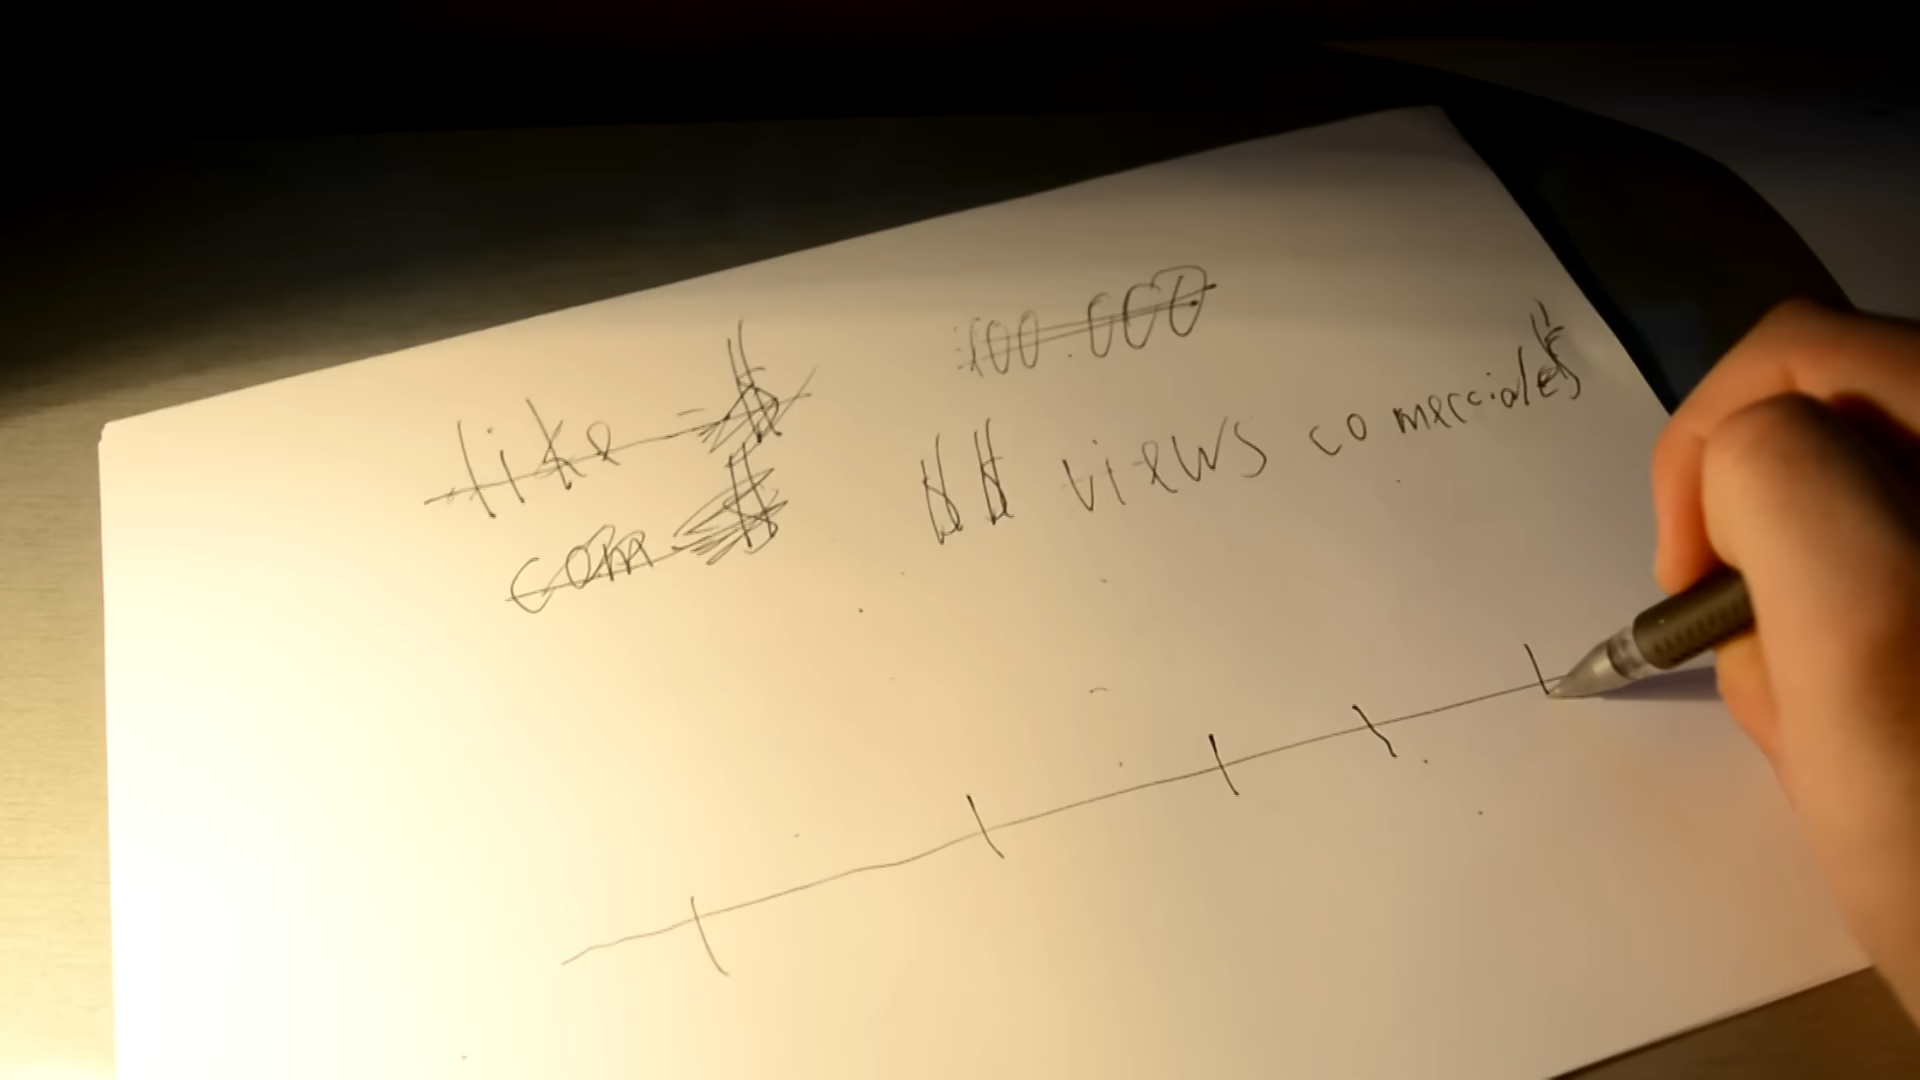 like → $
100.000
com → $
$$ views comerciales $